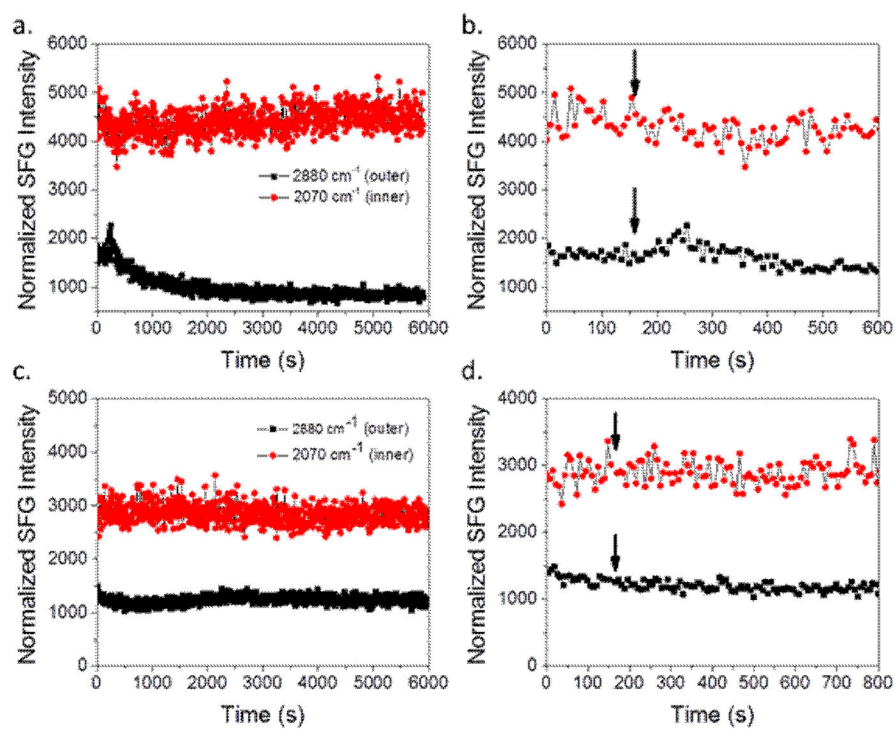 a.
Normalized SFG Intensity
6000
5000
4000
3000
2000
1000
2880 cm⁻¹ (outer)
2070 cm⁻¹ (inner)
0 1000 2000 3000 4000 5000 6000
Time (s)
b.
Normalized SFG Intensity
6000
5000
4000
3000
2000
1000
0 100 200 300 400 500 600
Time (s)
c.
Normalized SFG Intensity
5000
4000
3000
2000
1000
0
2880 cm⁻¹ (outer)
2070 cm⁻¹ (inner)
0 1000 2000 3000 4000 5000 6000
Time (s)
d.
Normalized SFG Intensity
4000
3000
2000
1000
0
0 100 200 300 400 500 600 700 800
Time (s)